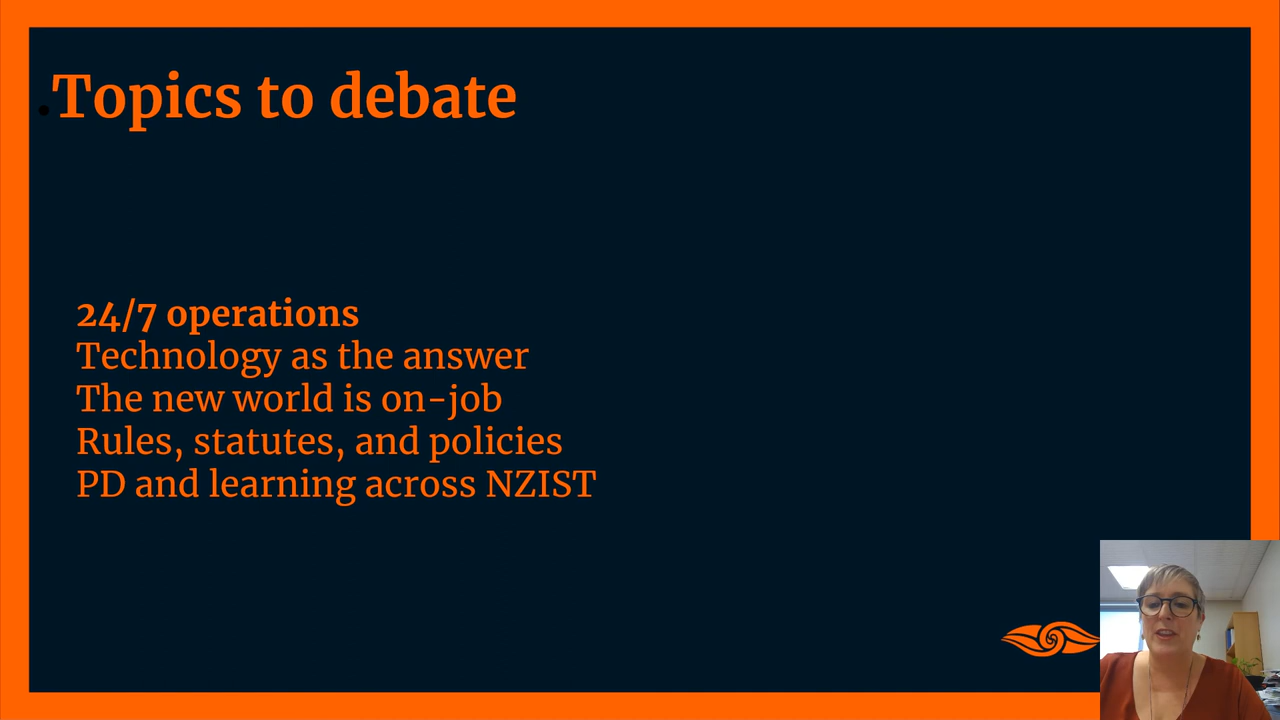 Topics to debate
24/7 operations
Technology as the answer
The new world is on-job
Rules, statutes, and policies
PD and learning across NZIST